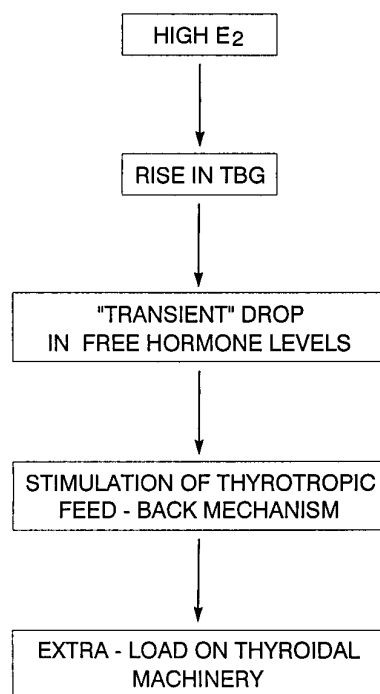 HIGH E2
RISE IN TBG
"TRANSIENT" DROP
IN FREE HORMONE LEVELS
STIMULATION OF THYROTROPIC
FEED - BACK MECHANISM
EXTRA - LOAD ON THYROIDAL
MACHINERY